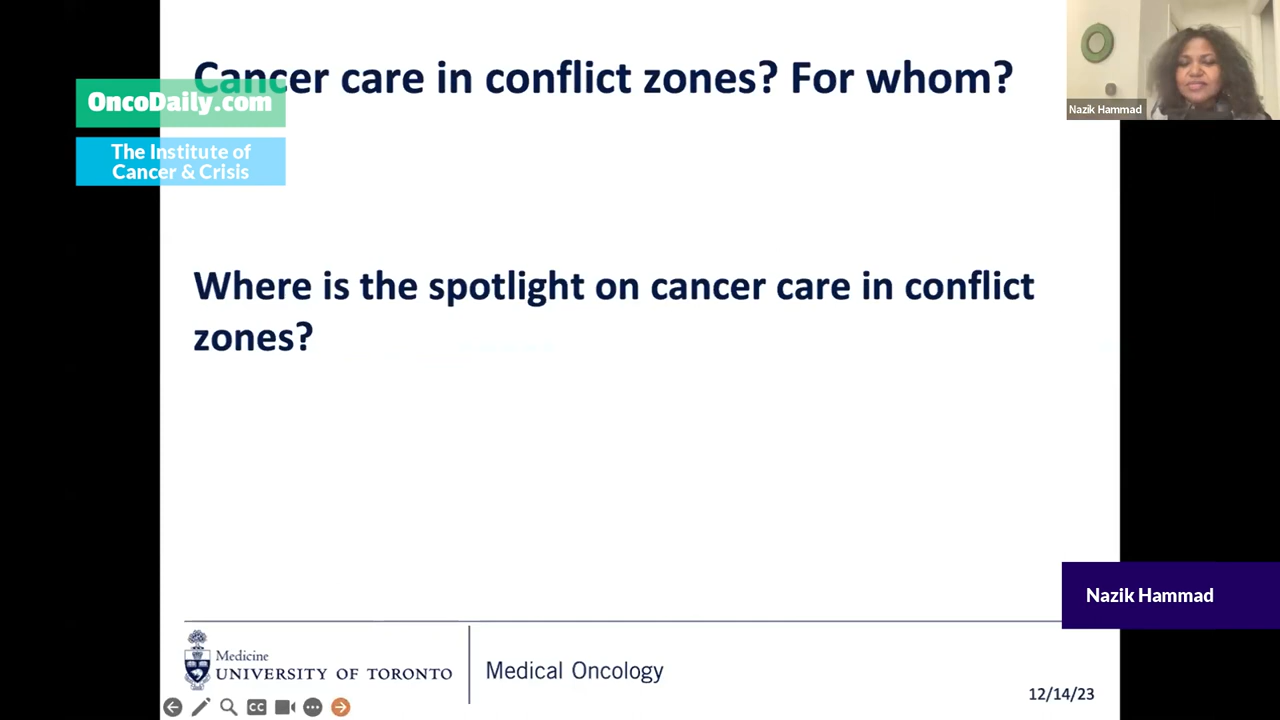 Cancer care in conflict zones? For whom?
OncoDaily.com
The Institute of
Cancer & Crisis
Nazik Hammad
Where is the spotlight on cancer care in conflict
zones?
Nazik Hammad
Medicine
UNIVERSITY OF TORONTO
Medical Oncology
12/14/23
CC